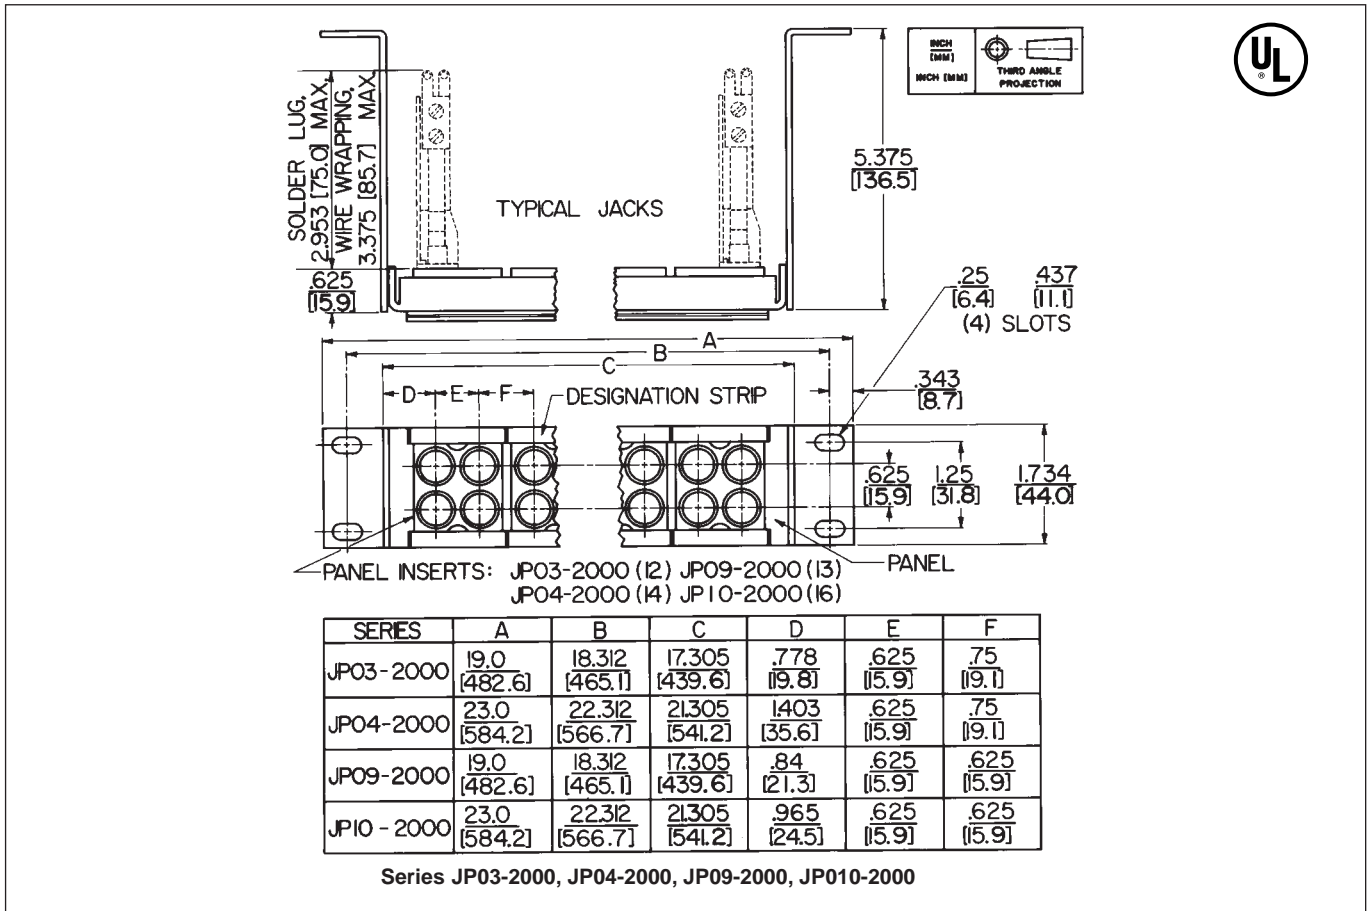 INCH
[MM]
INCH [MM]
THIRD ANGLE
PROJECTION
UL
®
SOLDER LUG,
2.953 [75.0] MAX,
WIRE WRAPPING,
3.375 [85.7] MAX
5.375
[136.5]
TYPICAL JACKS
.625
[15.9]
.25 .437
[6.4] [11.1]
(4) SLOTS
A
B
C
.343
[8.7]
D E F DESIGNATION STRIP
.625 1.25 1.734
[15.9] [31.8] [44.0]
PANEL INSERTS: JP03-2000 (12) JP09-2000 (13)
JP04-2000 (14) JP10-2000 (16)
PANEL
SERIES A B C D E F
JP03-2000 19.0 18.312 17.305 .778 .625 .75
[482.6] [465.1] [439.6] [19.8] [15.9] [19.1]
JP04-2000 23.0 22.312 21.305 1.403 .625 .75
[584.2] [566.7] [541.2] [35.6] [15.9] [19.1]
JP09-2000 19.0 18.312 17.305 .84 .625 .625
[482.6] [465.1] [439.6] [21.3] [15.9] [15.9]
JP10-2000 23.0 22.312 21.305 .965 .625 .625
[584.2] [566.7] [541.2] [24.5] [15.9] [15.9]
Series JP03-2000, JP04-2000, JP09-2000, JP010-2000